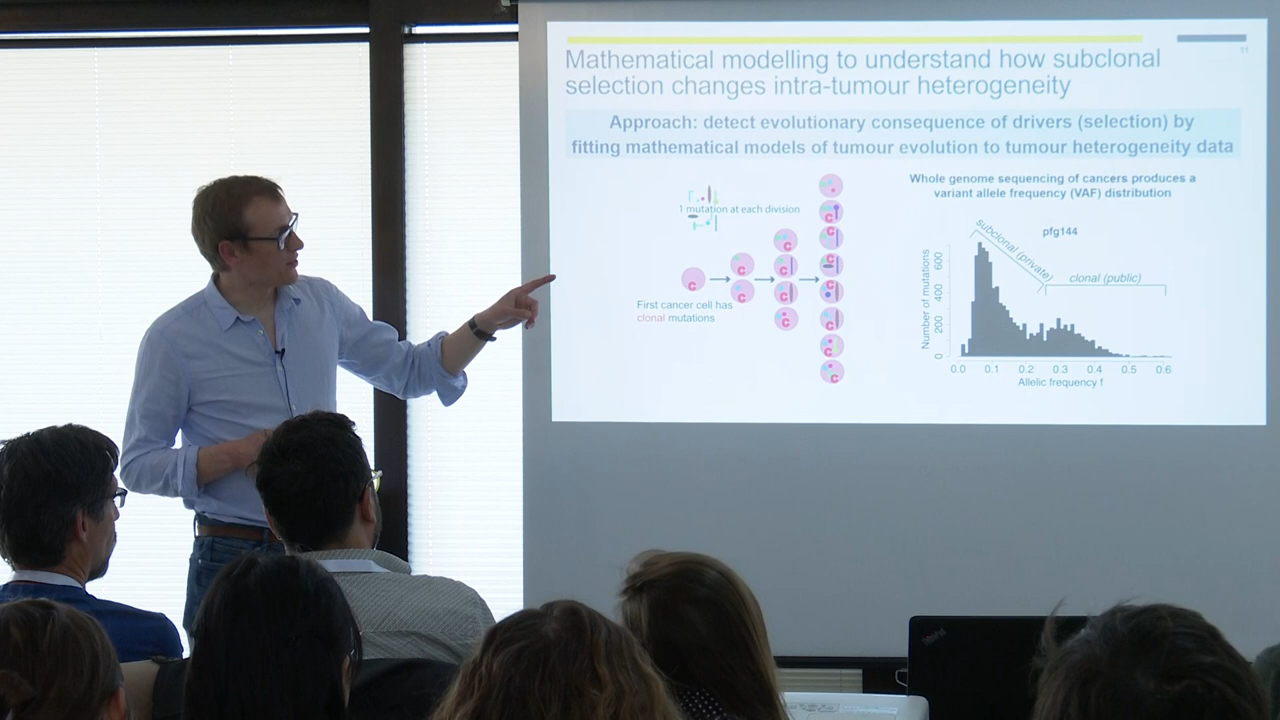 11
Mathematical modelling to understand how subclonal
selection changes intra-tumour heterogeneity
Approach: detect evolutionary consequence of drivers (selection) by
fitting mathematical models of tumour evolution to tumour heterogeneity data
1 mutation at each division
C
C
C
C
C
C
C
C
C
C
C
C
C
C
First cancer cell has
clonal mutations
Whole genome sequencing of cancers produces a
variant allele frequency (VAF) distribution
pfg144
subclonal (private)
clonal (public)
Number of mutations
0 200 400 600
0.0 0.1 0.2 0.3 0.4 0.5 0.6
Allelic frequency f